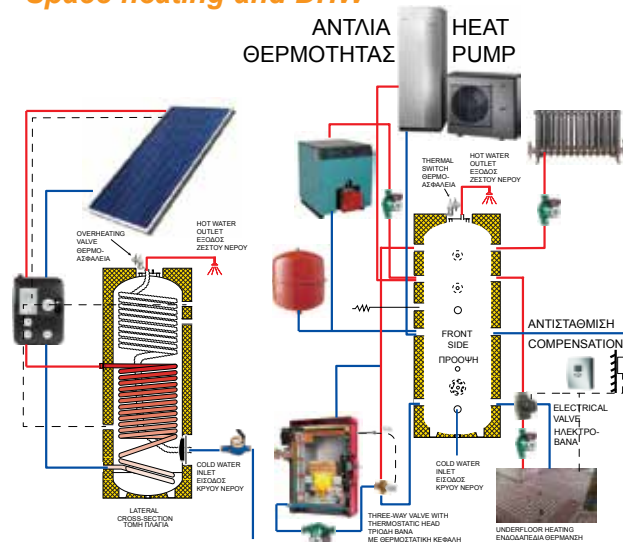 Space heating and DHW
ΑΝΤΛΙΑ
ΘΕΡΜΟΤΗΤΑΣ
HEAT
PUMP
THERMAL
SWITCH
ΘΕΡΜΟ-
ΑΣΦΑΛΕΙΑ
HOT WATER
OUTLET
ΕΞΟΔΟΣ
ΖΕΣΤΟΥ ΝΕΡΟΥ
OVERHEATING
VALVE
ΘΕΡΜΟ-
ΑΣΦΑΛΕΙΑ
HOT WATER
OUTLET
ΕΞΟΔΟΣ
ΖΕΣΤΟΥ ΝΕΡΟΥ
FRONT
SIDE
ΠΡΟΟΨΗ
ΑΝΤΙΣΤΑΘΜΙΣΗ
COMPENSATION
ELECTRICAL
VALVE
ΗΛΕΚΤΡΟ-
ΒΑΝΑ
COLD WATER
INLET
ΕΙΣΟΔΟΣ
ΚΡΥΟΥ ΝΕΡΟΥ
COLD WATER
INLET
ΕΙΣΟΔΟΣ
ΚΡΥΟΥ ΝΕΡΟΥ
LATERAL
CROSS-SECTION
ΤΟΜΗ ΠΛΑΓΙΑ
THREE-WAY VALVE WITH
THERMOSTATIC HEAD
ΤΡΙΟΔΗ ΒΑΝΑ
ΜΕ ΘΕΡΜΟΣΤΑΤΙΚΗ ΚΕΦΑΛΗ
UNDERFLOOR HEATING
ΕΝΔΟΔΑΠΕΔΙΑ ΘΕΡΜΑΝΣΗ